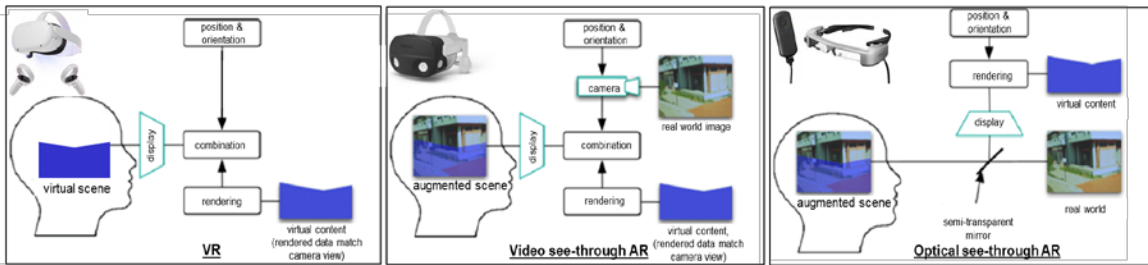 position &
orientation
display
combination
virtual scene
rendering
virtual content
(rendered data match
camera view)
VR
position &
orientation
camera
real world image
display
combination
augmented scene
rendering
virtual content,
(rendered data match
camera view)
Video see-through AR
position &
orientation
rendering
virtual content
display
augmented scene
real world
semi-transparent
mirror
Optical see-through AR